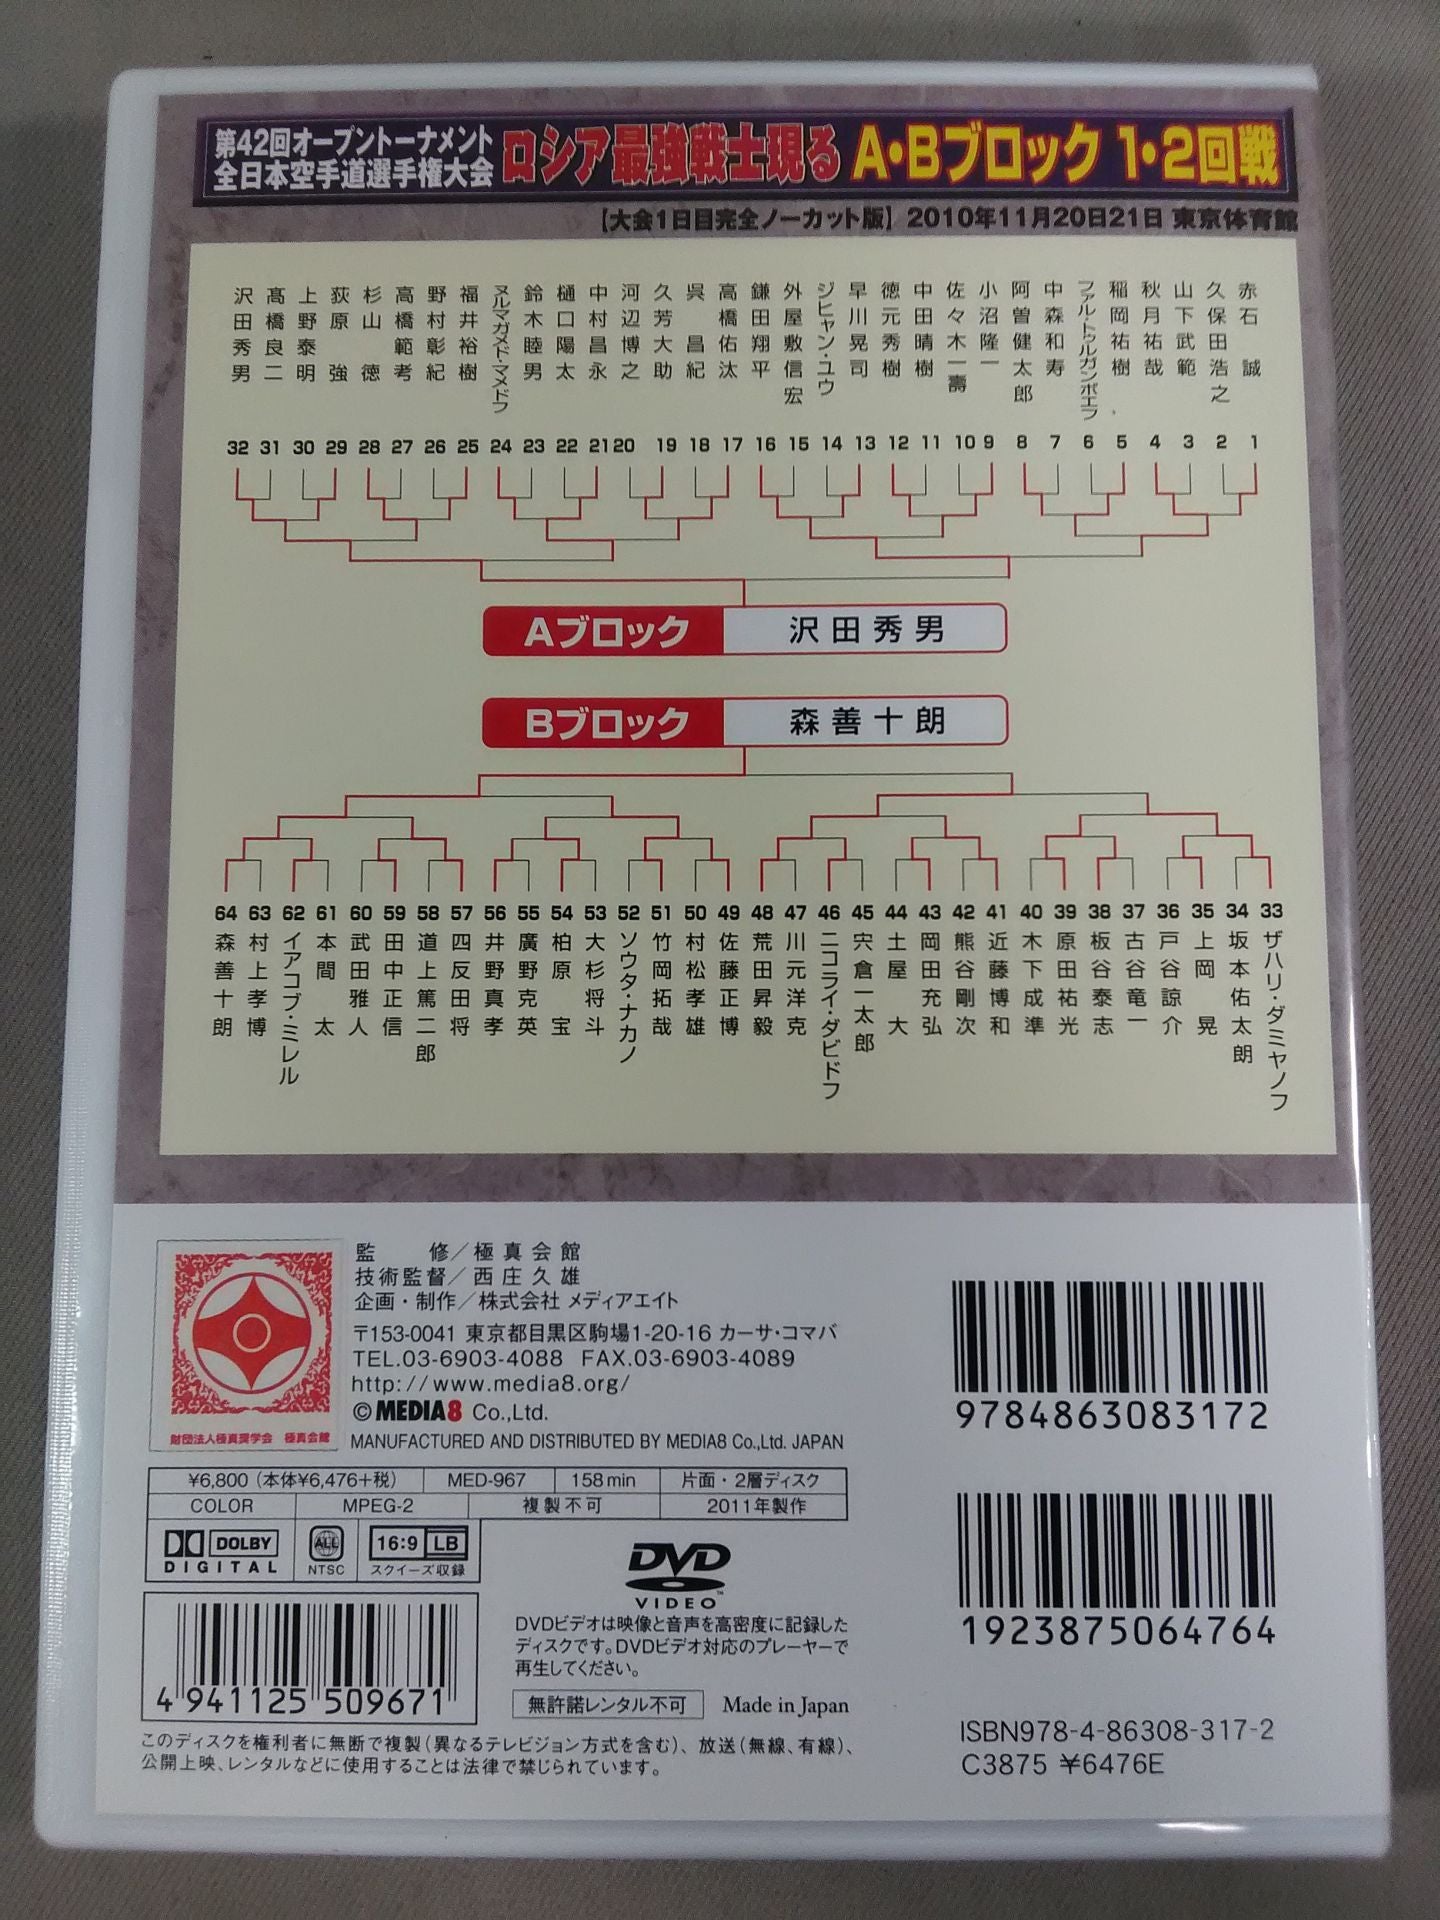 第42回オープントーナメント
全日本空手道選手権大会
ロシア最強戦士現る A・Bブロック 1・2回戦
【大会1日目完全ノーカット版】 2010年11月20日21日 東京体育館
沢田秀男
髙橋良二
上野泰明
荻原強
杉山徳
高橋範考
野村彰紀
福井裕樹
ヌルマガメド・マメドフ
鈴木睦男
樋口陽太
中村昌永
河辺博之
久芳大助
呉昌紀
高橋佑汰
鎌田翔平
外屋敷信宏
ジヒャン・ユウ
早川晃司
徳元秀樹
中田晴樹
佐々木一壽
小沼隆一
阿曽健太郎
中森和寿
ファル・トゥルガンボエフ
稲岡祐樹
秋月祐哉
山下武範
久保田浩之
赤石誠
32 31 30 29 28 27 26 25 24 23 22 21 20 19 18 17 16 15 14 13 12 11 10 9 8 7 6 5 4 3 2 1
Aブロック 沢田秀男
Bブロック 森善十朗
64 63 62 61 60 59 58 57 56 55 54 53 52 51 50 49 48 47 46 45 44 43 42 41 40 39 38 37 36 35 34 33
森善十朗
村上孝博
イアコブ・ミレル
本間太
武田雅人
田中正信
道上篤二郎
四反田将
井野真孝
廣野克英
柏原宝
大杉将斗
ソウタ・ナカノ
竹岡拓哉
村松孝雄
佐藤正博
荒田昇毅
川元洋克
ニコライ・ダビドフ
宍倉一太郎
土屋大
岡田充弘
熊谷剛次
近藤博和
木下成準
原田祐光
板谷泰志
古谷竜一
戸谷諒介
上岡晃
坂本佑太朗
ザハリ・ダミヤノフ
財団法人極真奨学会 極真会館
監修／極真会館
技術監督／西庄久雄
企画・制作／株式会社 メディアエイト
〒153-0041 東京都目黒区駒場1-20-16 カーサ・コマバ
TEL.03-6903-4088 FAX.03-6903-4089
http://www.media8.org/
©MEDIA8 Co.,Ltd.
MANUFACTURED AND DISTRIBUTED BY MEDIA8 Co.,Ltd. JAPAN
¥6,800（本体¥6,476＋税） MED-967 158min 片面・2層ディスク
COLOR MPEG-2 複製不可 2011年製作
DOLBY
DIGITAL
ALL
NTSC
16:9 LB
スクイーズ収録
DVD
VIDEO™
DVDビデオは映像と音声を高密度に記録した
ディスクです。DVDビデオ対応のプレーヤーで
再生してください。
無許諾レンタル不可 Made in Japan
4 941125 509671
このディスクを権利者に無断で複製（異なるテレビジョン方式を含む）、放送（無線、有線）、
公開上映、レンタルなどに使用することは法律で禁じられています。
9784863083172
1923875064764
ISBN978-4-86308-317-2
C3875 ¥6476E